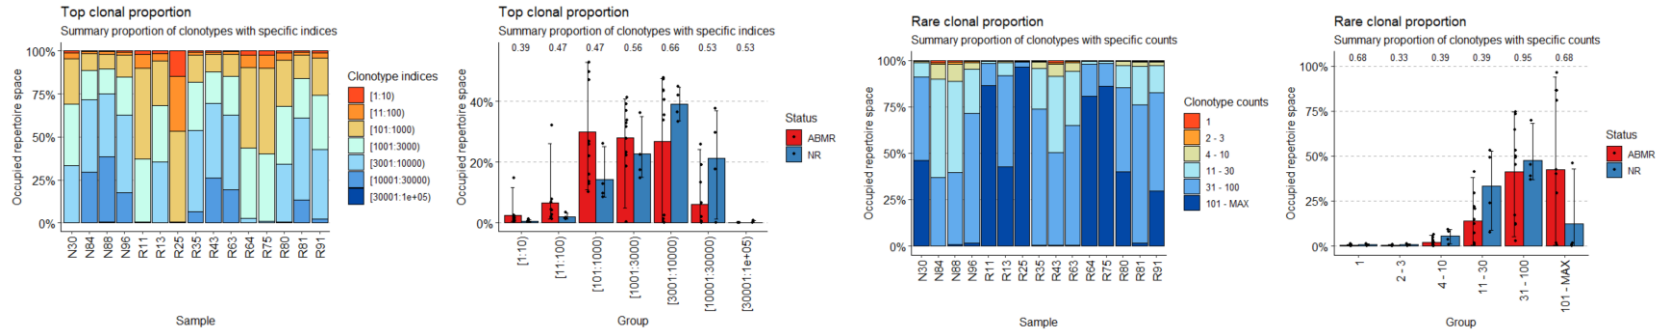 Top clonal proportion
Summary proportion of clonotypes with specific indices
100%
75%
50%
25%
0%
Occupied repertoire space
N30 N84 N88 N96 R11 R13 R25 R35 R43 R63 R64 R75 R80 R81 R91
Sample
Clonotype indices
[1:10)
[11:100)
[101:1000)
[1001:3000)
[3001:10000)
[10001:30000)
[30001:1e+05)
Top clonal proportion
Summary proportion of clonotypes with specific indices
0.39 0.47 0.47 0.56 0.66 0.53 0.53
40%
20%
0%
Occupied repertoire space
[1:10) [11:100) [101:1000) [1001:3000) [3001:10000) [10001:30000) [30001:1e+05)
Group
Status
ABMR
NR
Rare clonal proportion
Summary proportion of clonotypes with specific counts
100%
75%
50%
25%
0%
Occupied repertoire space
N30 N84 N88 N96 R11 R13 R25 R35 R43 R63 R64 R75 R80 R81 R91
Sample
Clonotype counts
1
2 - 3
4 - 10
11 - 30
31 - 100
101 - MAX
Rare clonal proportion
Summary proportion of clonotypes with specific counts
0.68 0.33 0.39 0.39 0.95 0.68
100%
75%
50%
25%
0%
Occupied repertoire space
1 2 - 3 4 - 10 11 - 30 31 - 100 101 - MAX
Group
Status
ABMR
NR